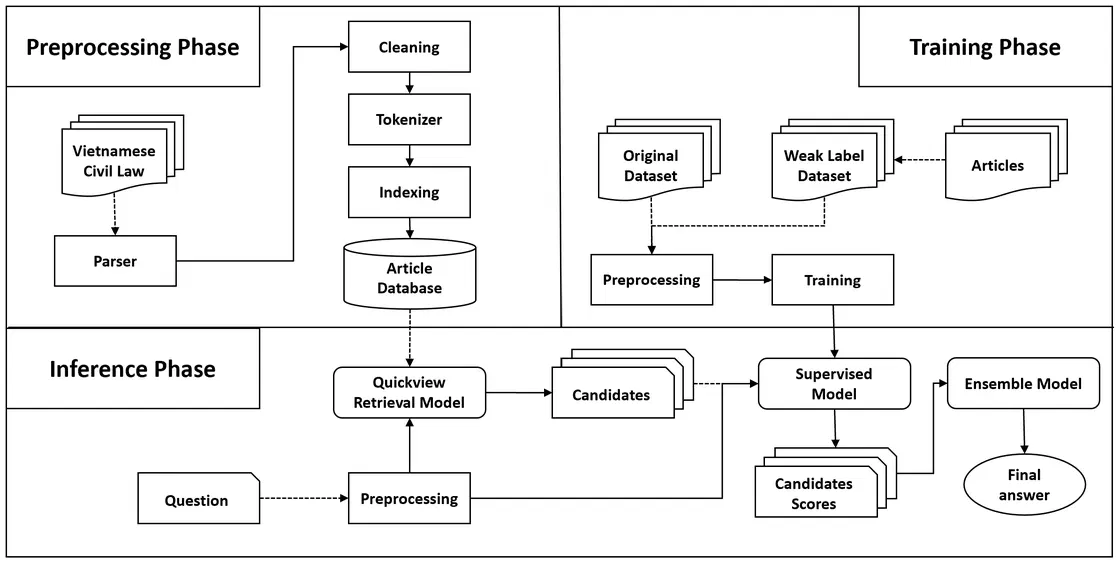 Preprocessing Phase
Cleaning
Tokenizer
Indexing
Article
Database
Vietnamese
Civil Law
Parser
Training Phase
Original
Dataset
Weak Label
Dataset
Articles
Preprocessing
Training
Inference Phase
Quickview
Retrieval Model
Candidates
Supervised
Model
Ensemble Model
Question
Preprocessing
Candidates
Scores
Final
answer